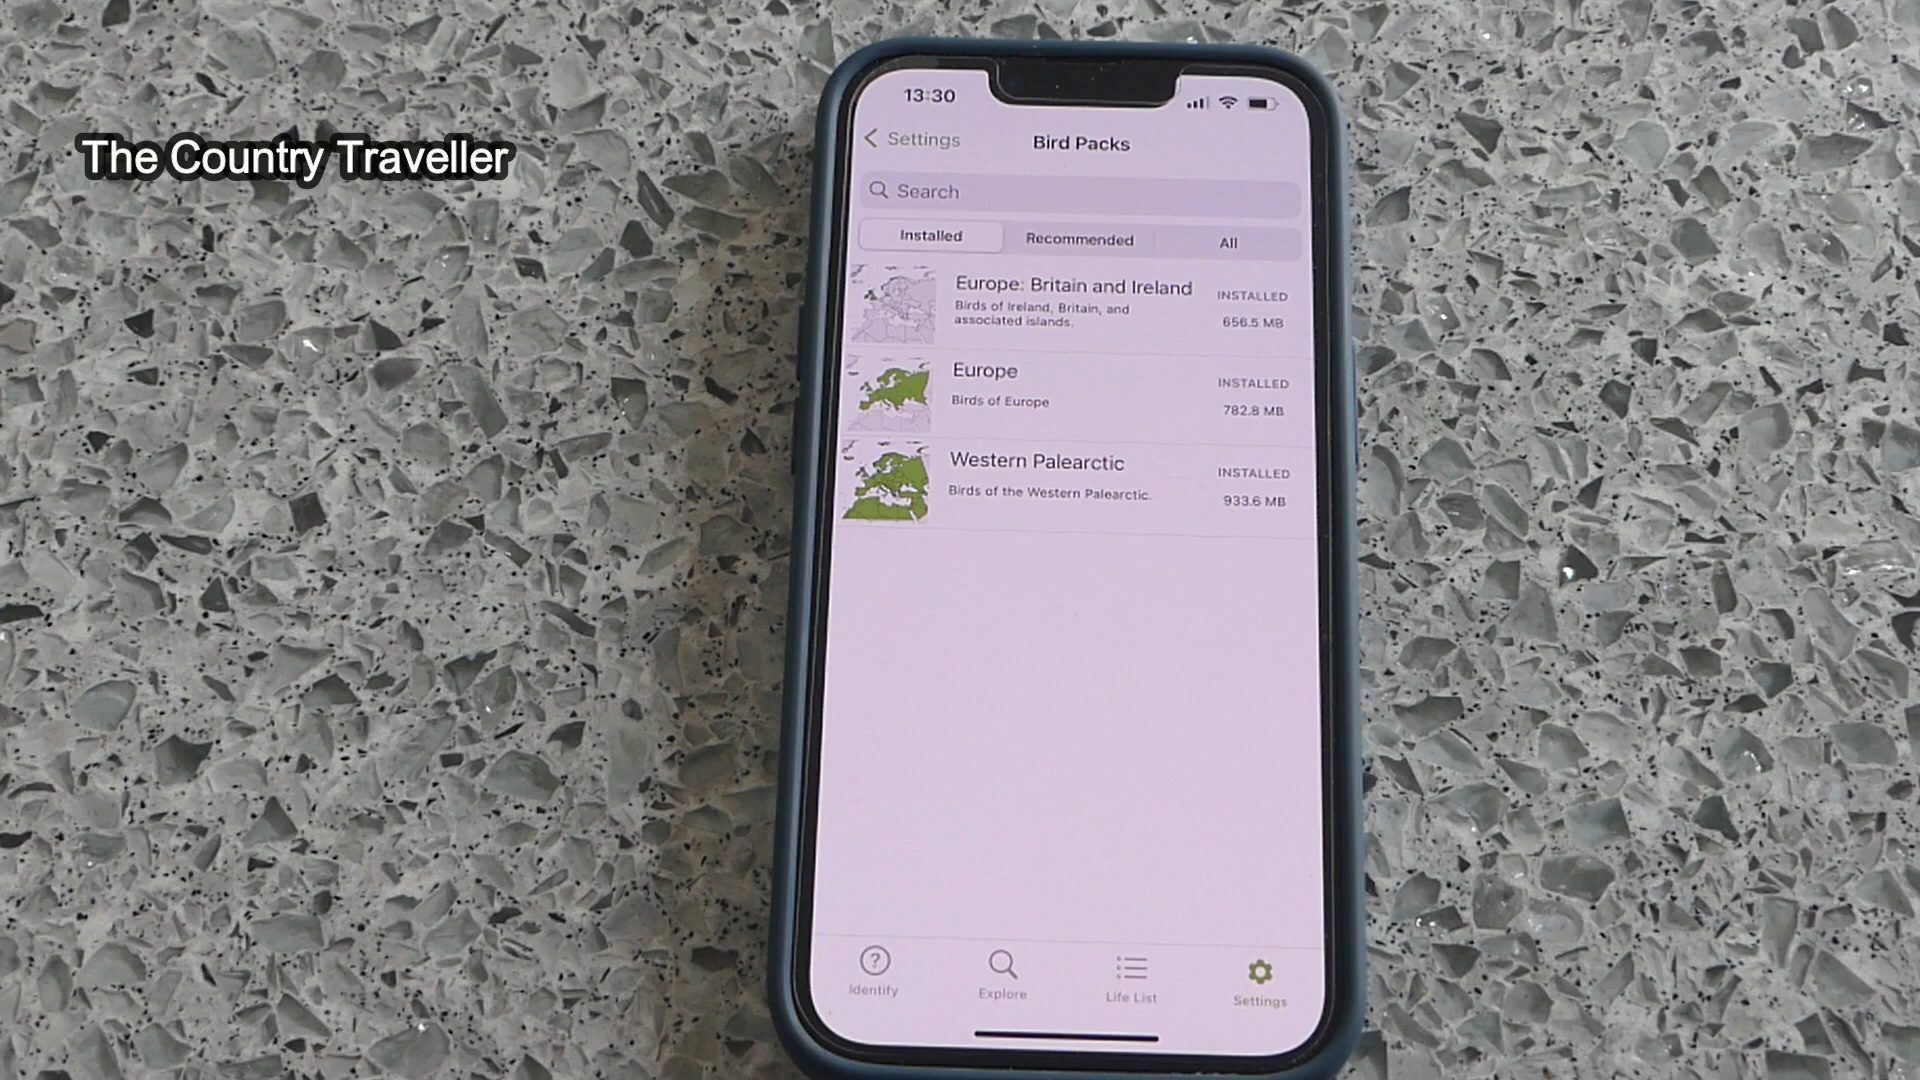 The Country Traveller
13:30
Settings
Bird Packs
Search
Installed
Recommended
All
Europe: Britain and Ireland
Birds of Ireland, Britain, and
associated islands.
INSTALLED
656.5 MB
Europe
Birds of Europe
INSTALLED
782.8 MB
Western Palearctic
Birds of the Western Palearctic.
INSTALLED
933.6 MB
?
Identify
Explore
Life List
Settings